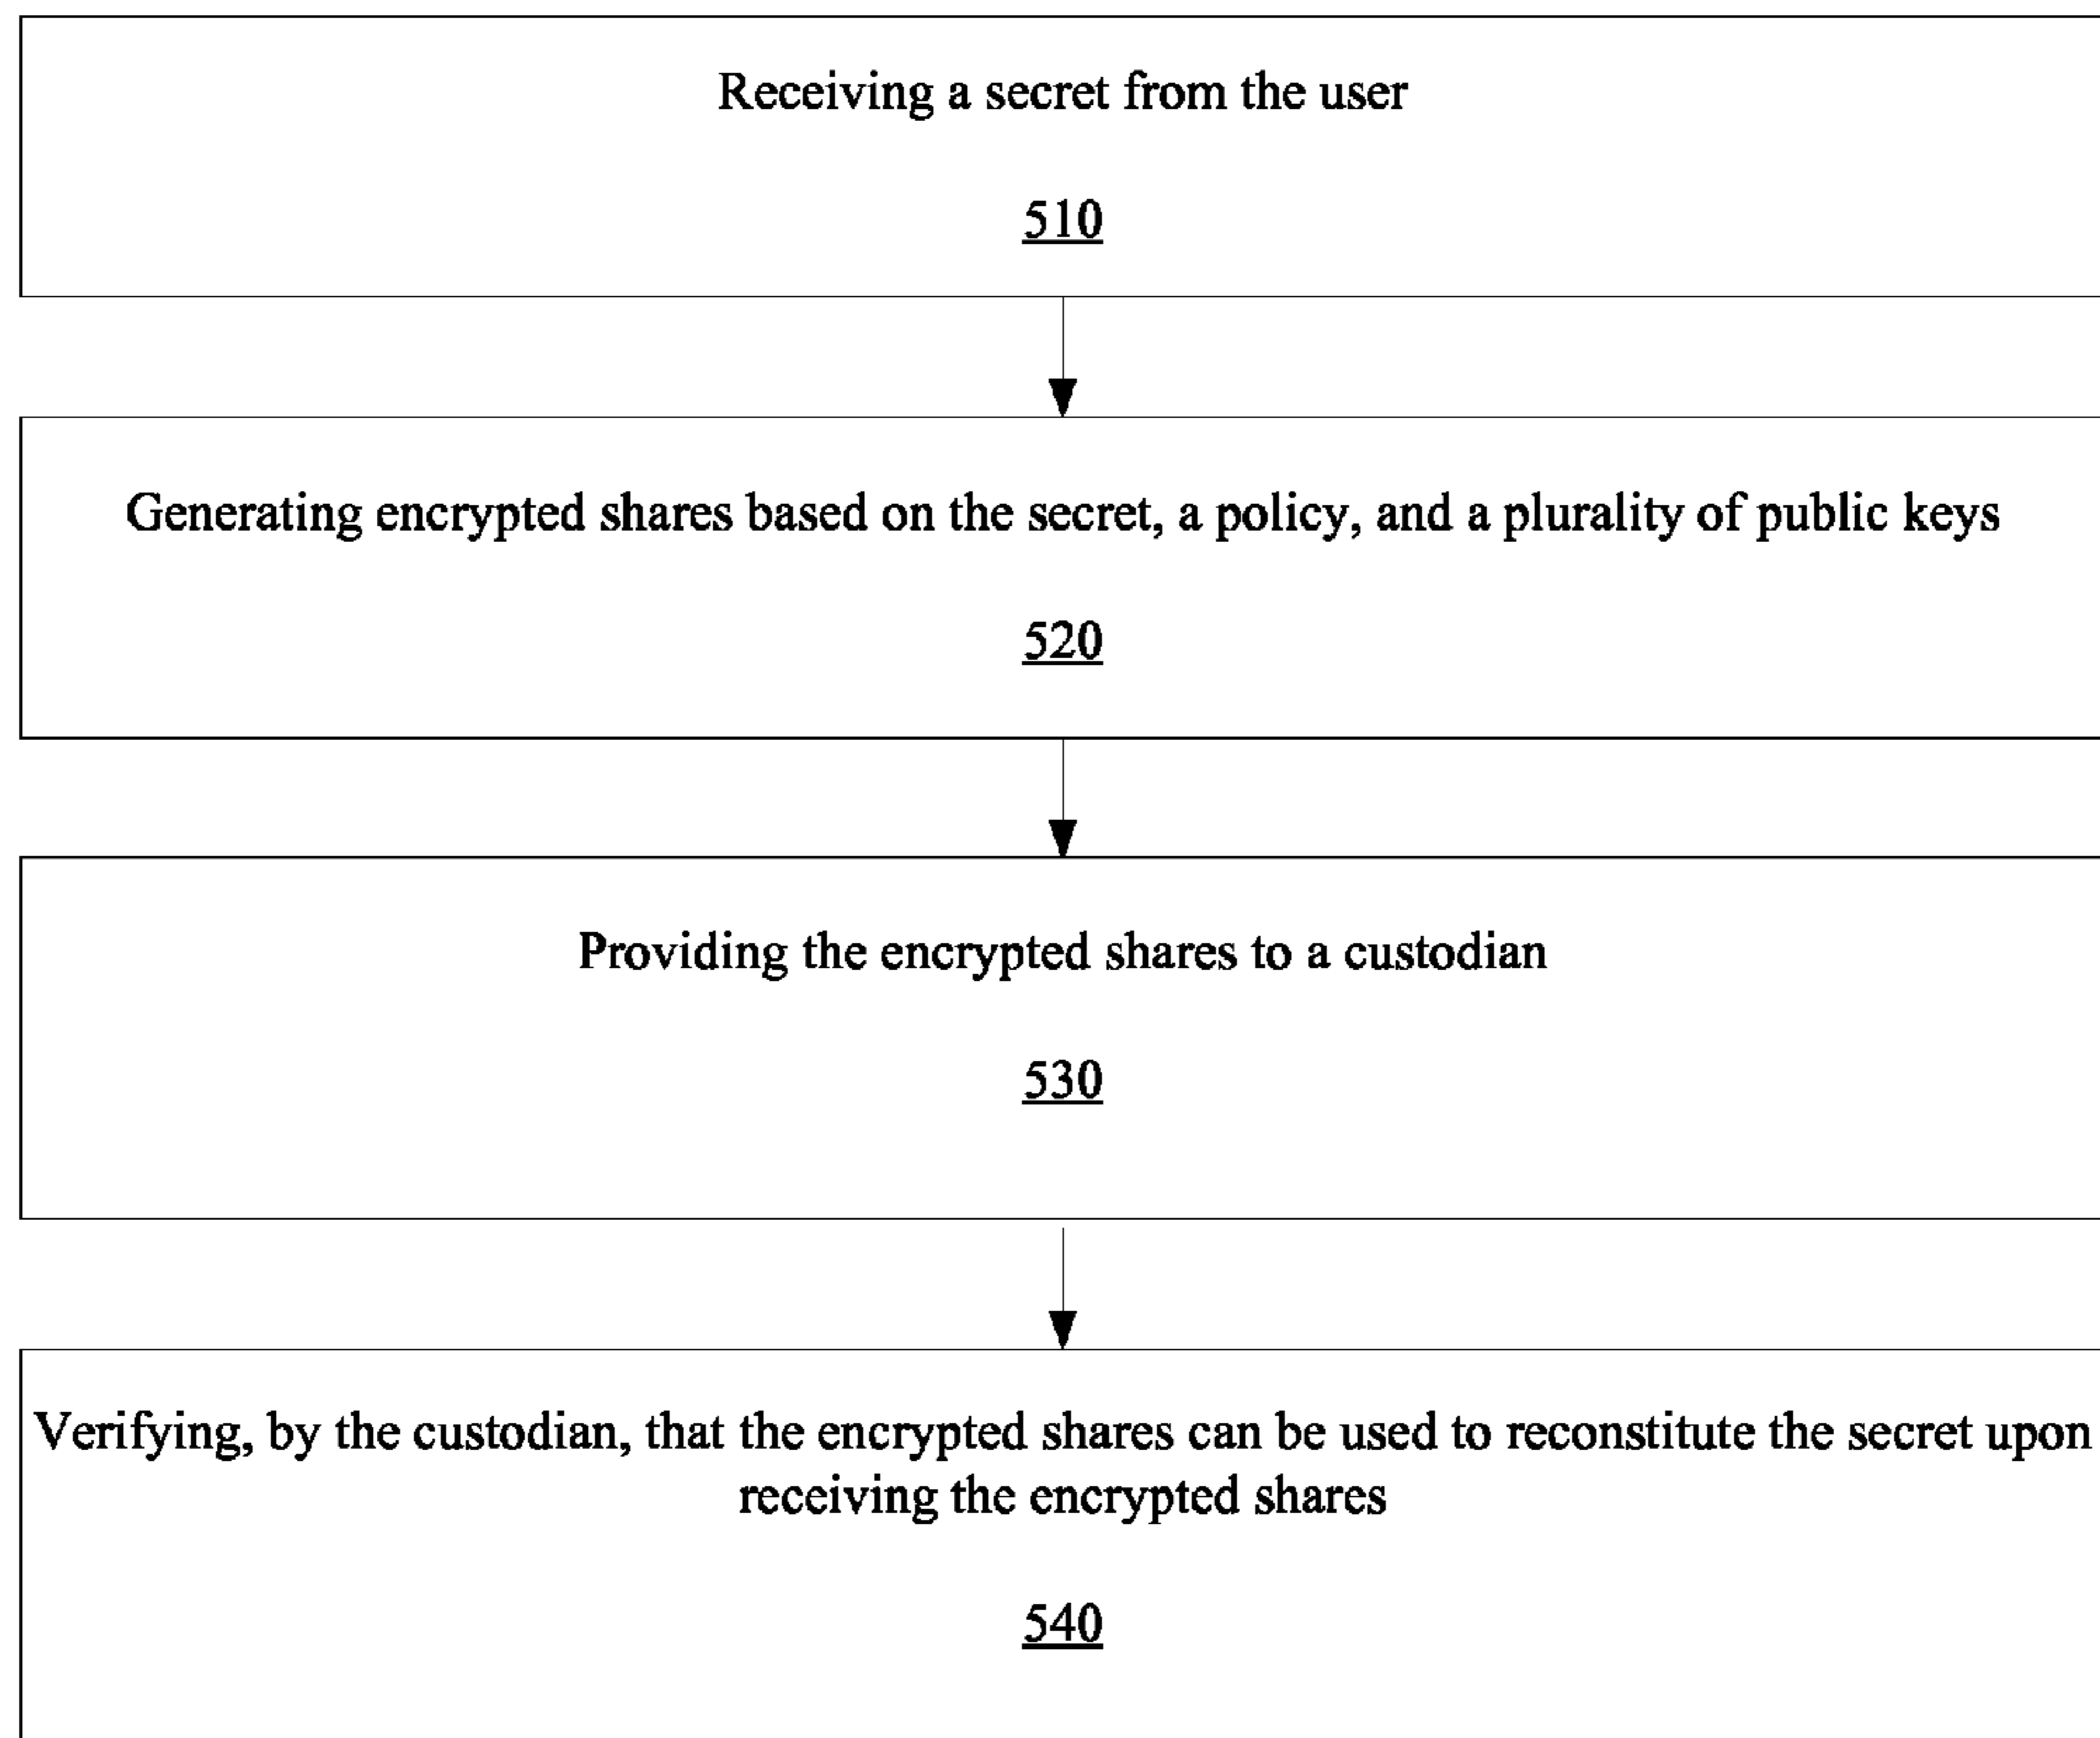 Receiving a secret from the user
510
Generating encrypted shares based on the secret, a policy, and a plurality of public keys
520
Providing the encrypted shares to a custodian
530
Verifying, by the custodian, that the encrypted shares can be used to reconstitute the secret upon
receiving the encrypted shares
540